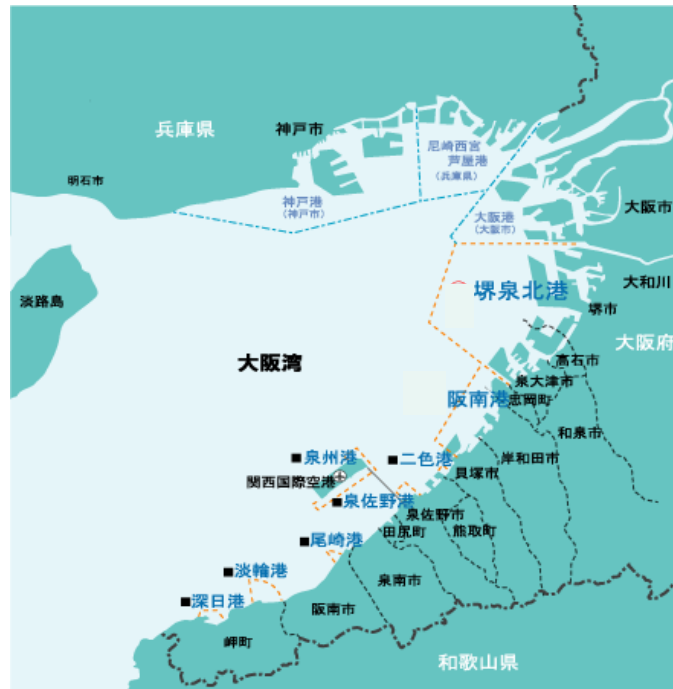 兵庫県
神戸市
尼崎西宮
芦屋港
(兵庫県)
明石市
神戸港
(神戸市)
大阪港
(大阪市)
大阪市
大和川
淡路島
堺泉北港
堺市
大阪府
大阪湾
高石市
泉大津市
阪南港
忠岡町
和泉市
■泉州港
■二色港
岸和田市
貝塚市
関西国際空港
■泉佐野港
泉佐野市
田尻町
熊取町
■尾崎港
■淡輪港
泉南市
■深日港
阪南市
岬町
和歌山県